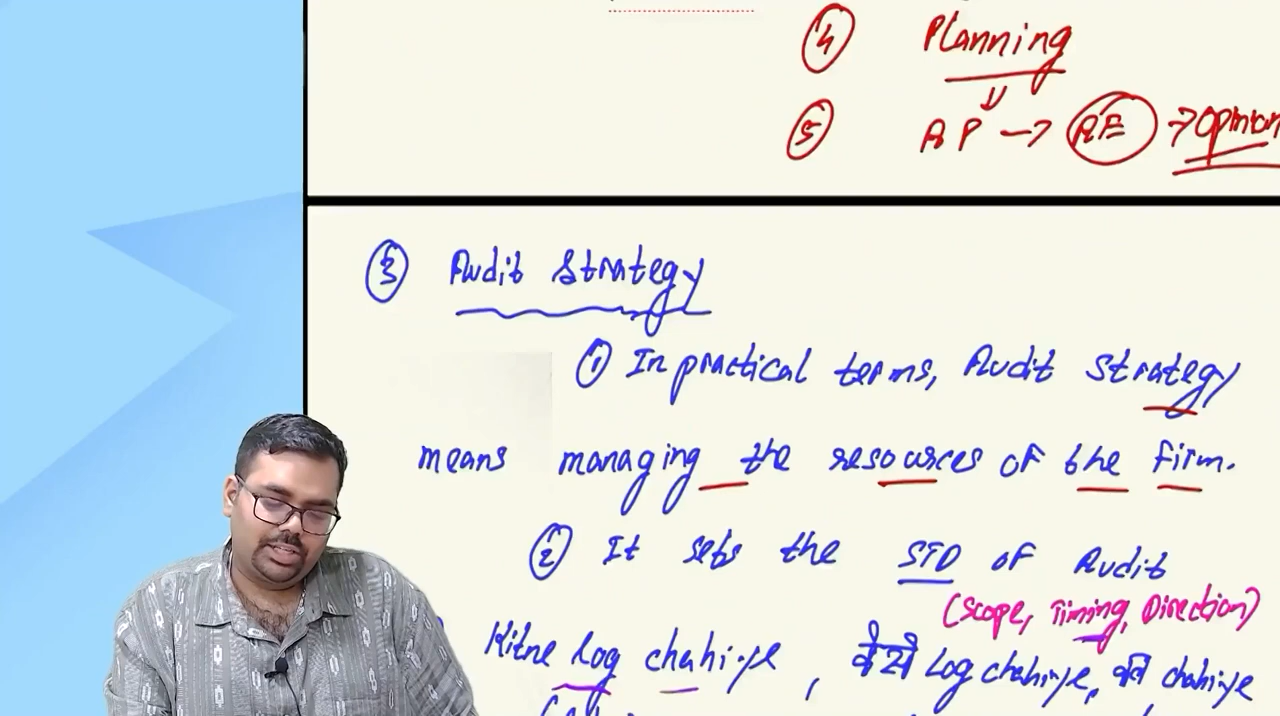 ④ Planning
⑤ AP → AE → Opinion
③ Audit Strategy
① In practical terms, Audit Strategy
means managing the resources of the firm.
② It sets the STD of Audit
(Scope, Timing, Direction)
Kitne log chahiye, कैसे Log chahiye, कब chahiye